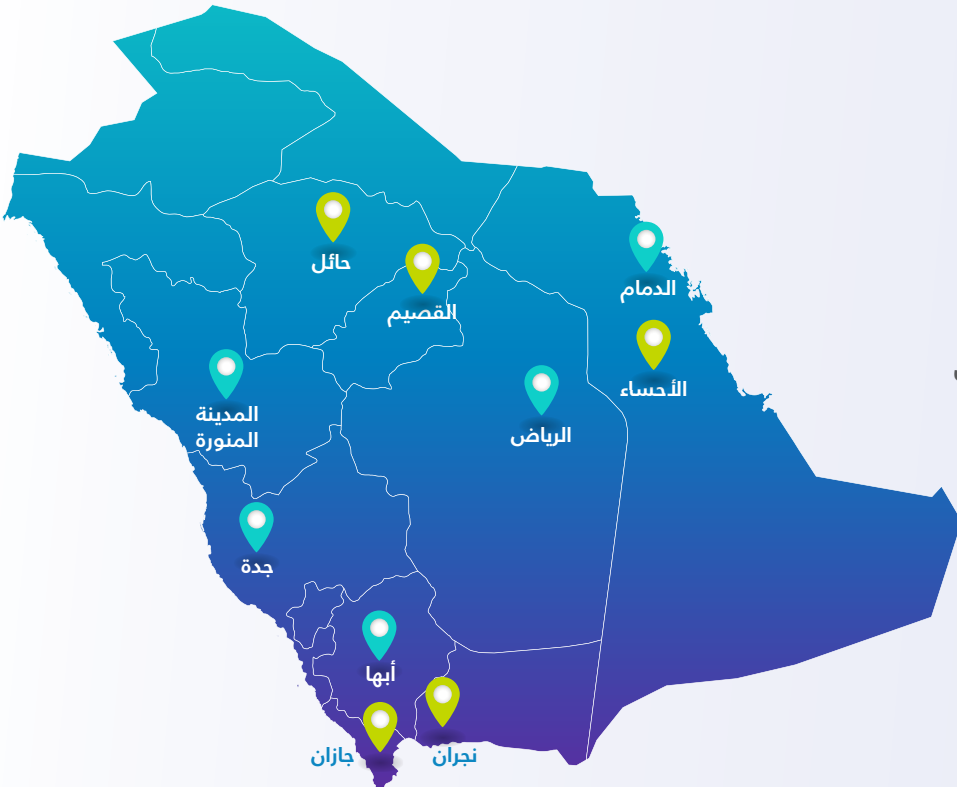 حائل
القصيم
الدمام
الأحساء
الرياض
المدينة
المنورة
جدة
أبها
نجران
جازان